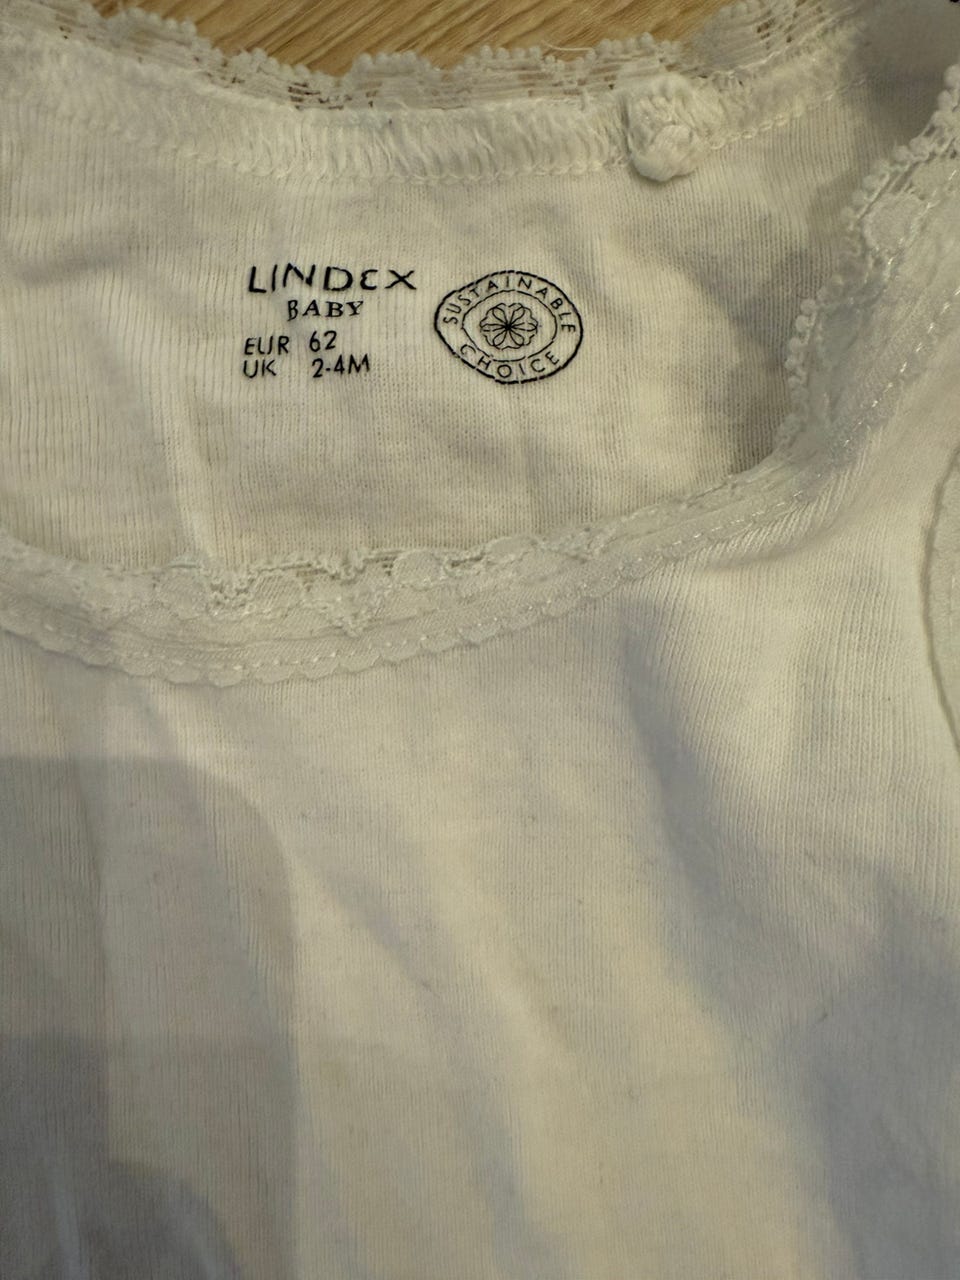 LINDEX
BABY
EUR 62
UK 2-4M
SUSTAINABLE
CHOICE